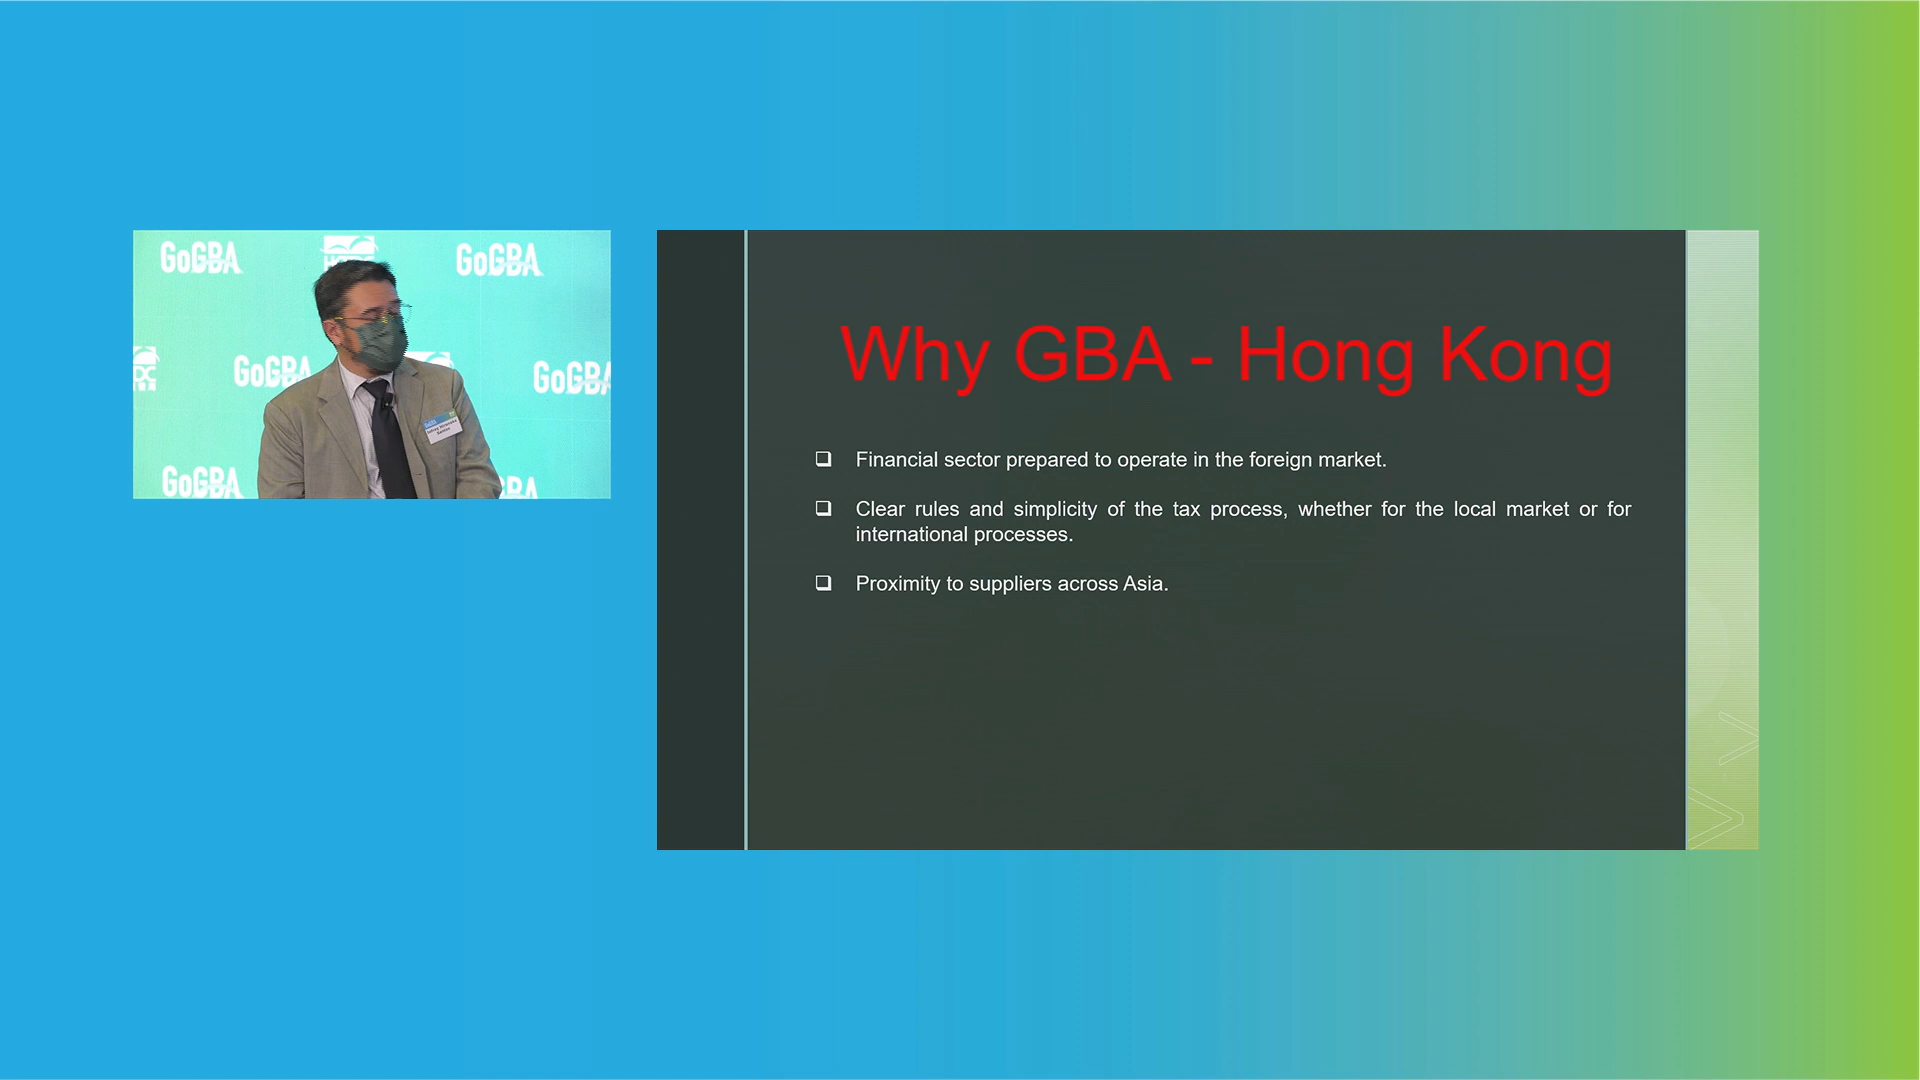 GoGBA
GoGBA
GoGBA
GoGBA
GoGBA
Why GBA - Hong Kong
❑ Financial sector prepared to operate in the foreign market.
❑ Clear rules and simplicity of the tax process, whether for the local market or for
international processes.
❑ Proximity to suppliers across Asia.